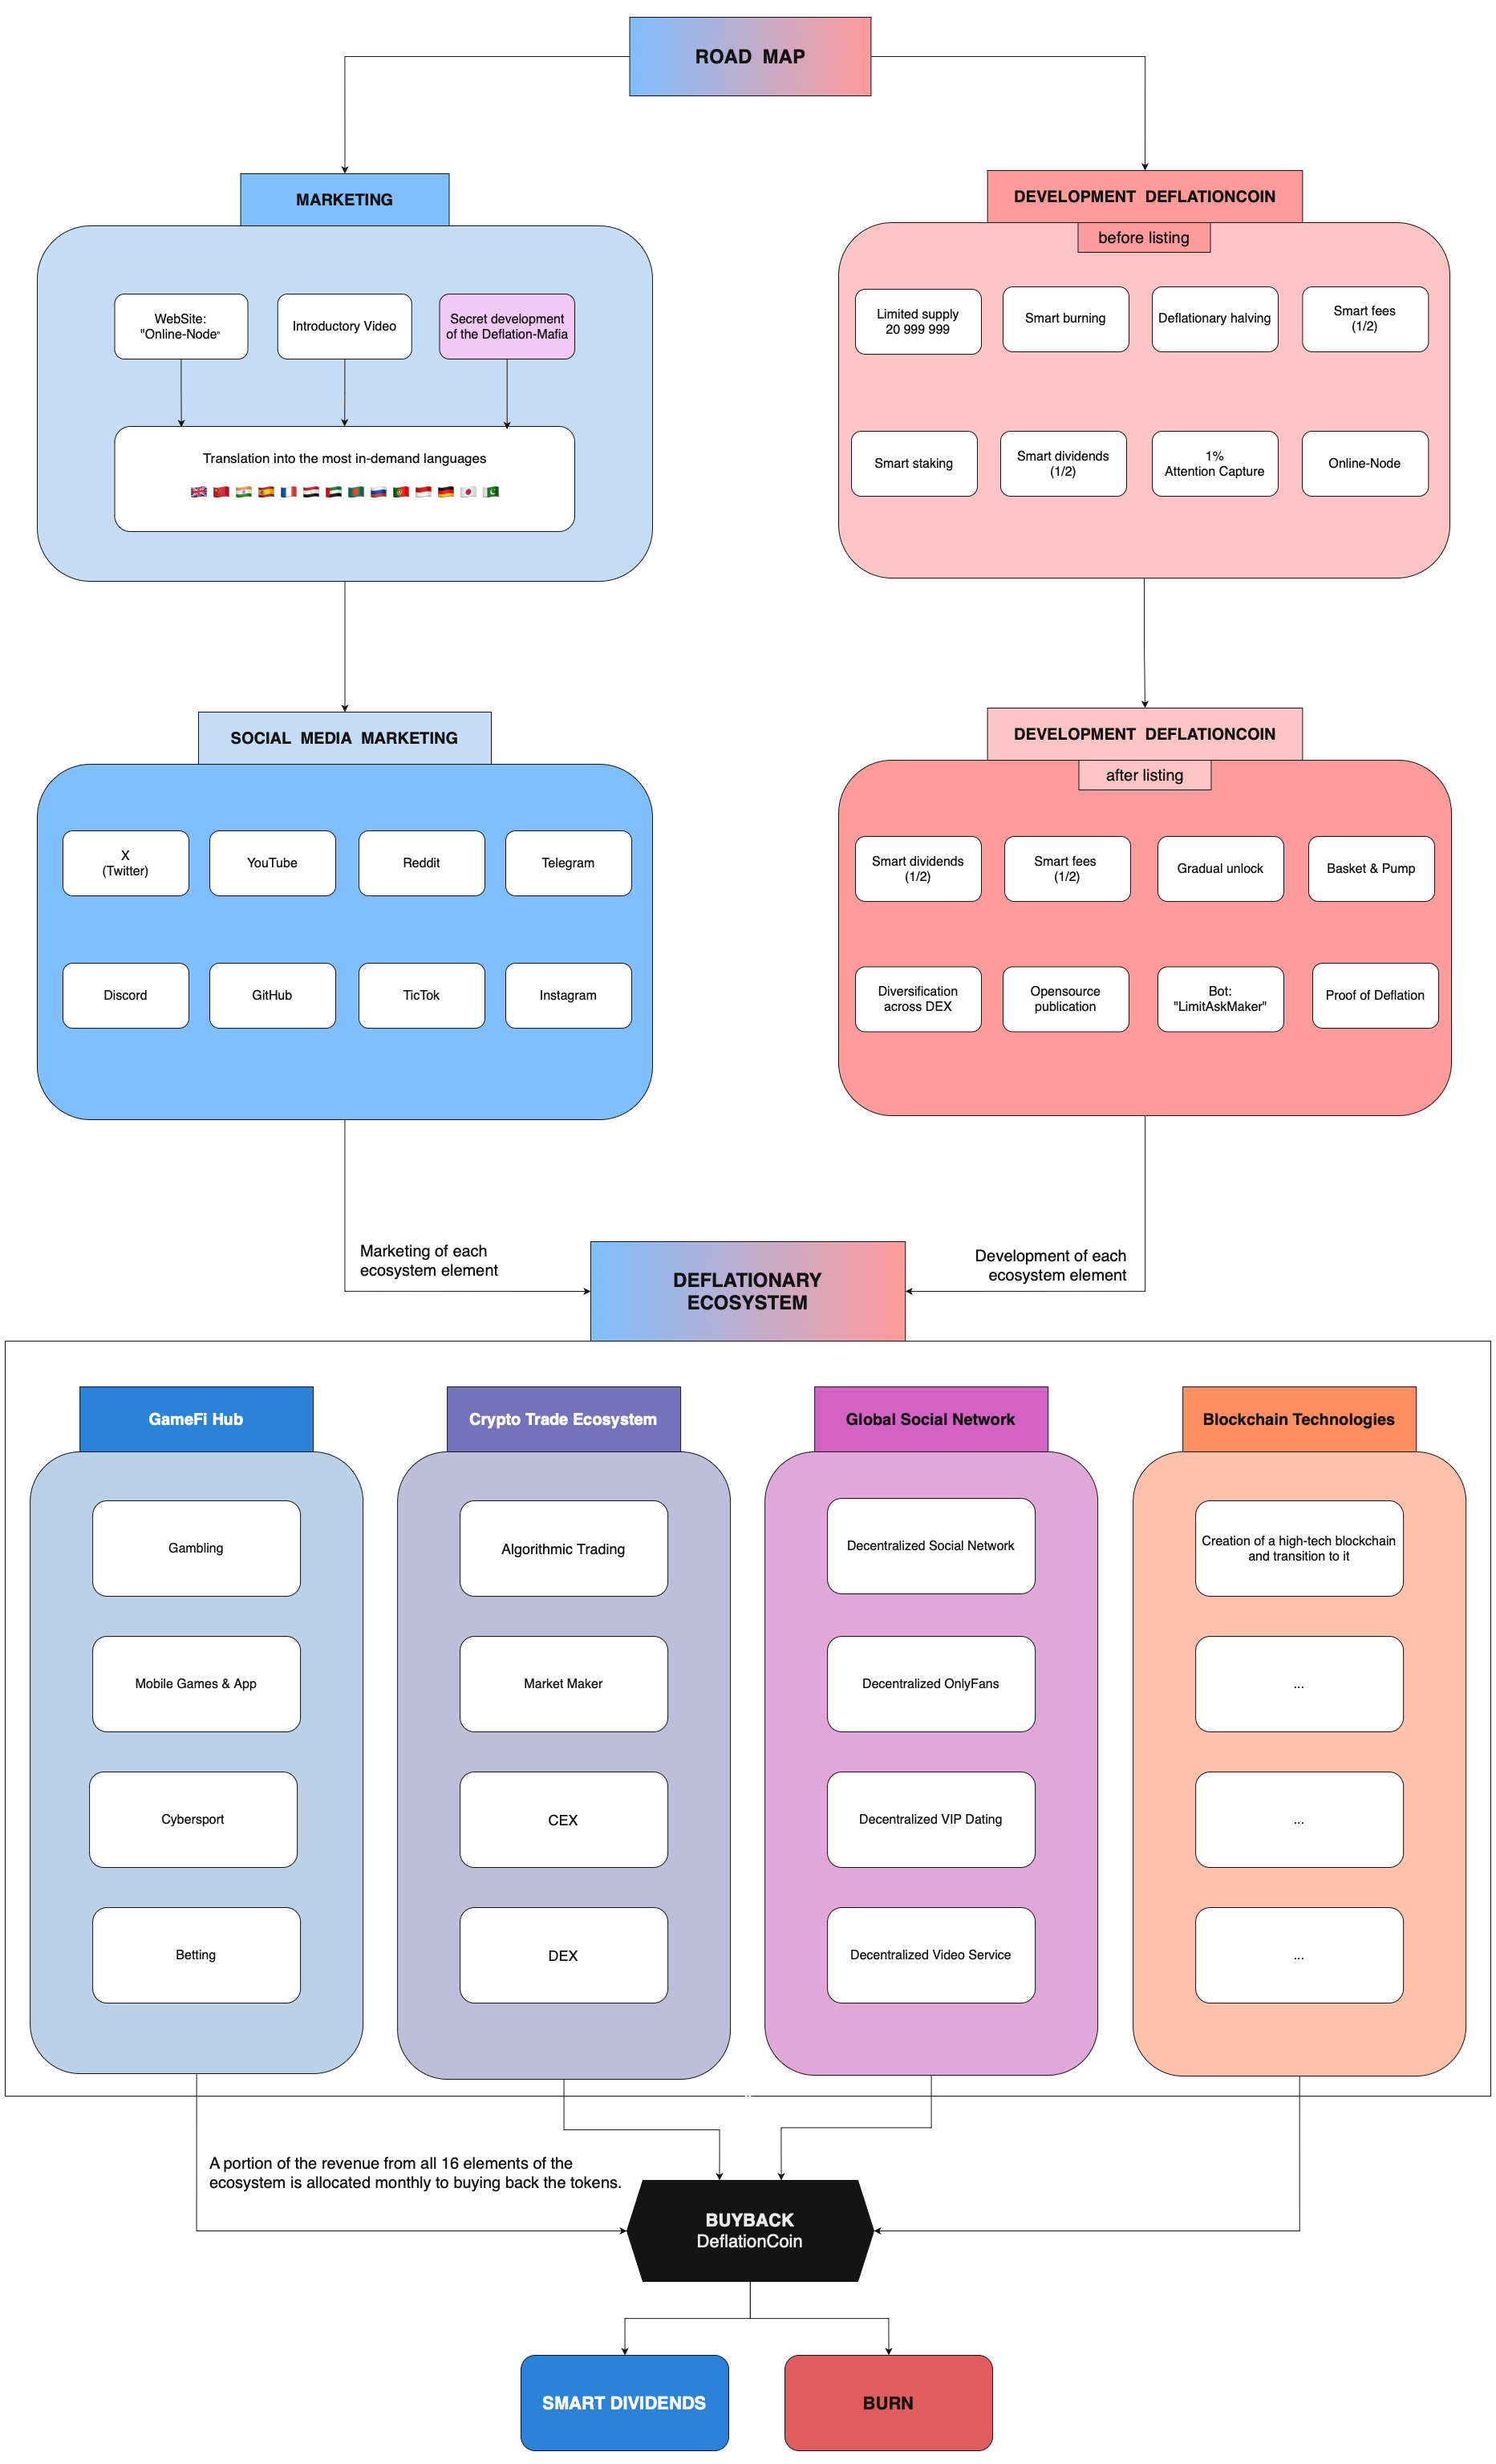 ROAD MAP
MARKETING
WebSite:
"Online-Node"
Introductory Video
Secret development
of the Deflation-Mafia
Translation into the most in-demand languages
DEVELOPMENT DEFLATIONCOIN
before listing
Limited supply
20 999 999
Smart burning
Deflationary halving
Smart fees
(1/2)
Smart staking
Smart dividends
(1/2)
1%
Attention Capture
Online-Node
SOCIAL MEDIA MARKETING
X
(Twitter)
YouTube
Reddit
Telegram
Discord
GitHub
TicTok
Instagram
DEVELOPMENT DEFLATIONCOIN
after listing
Smart dividends
(1/2)
Smart fees
(1/2)
Gradual unlock
Basket & Pump
Diversification
across DEX
Opensource
publication
Bot:
"LimitAskMaker"
Proof of Deflation
Marketing of each
ecosystem element
Development of each
ecosystem element
DEFLATIONARY
ECOSYSTEM
GameFi Hub
Gambling
Mobile Games & App
Cybersport
Betting
Crypto Trade Ecosystem
Algorithmic Trading
Market Maker
CEX
DEX
Global Social Network
Decentralized Social Network
Decentralized OnlyFans
Decentralized VIP Dating
Decentralized Video Service
Blockchain Technologies
Creation of a high-tech blockchain
and transition to it
...
...
...
A portion of the revenue from all 16 elements of the
ecosystem is allocated monthly to buying back the tokens.
BUYBACK
DeflationCoin
SMART DIVIDENDS
BURN